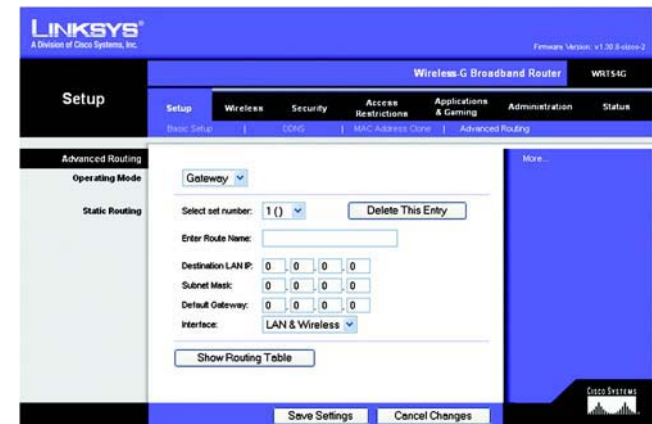 LINKSYS®
A Division of Cisco Systems, Inc.
Firmware Version: v1.30.8-cisco-2
Wireless-G Broadband Router WRT54G
Setup
Setup Wireless Security Access Restrictions Applications & Gaming Administration Status
Basic Setup | DDNS | MAC Address Clone | Advanced Routing
Advanced Routing
More...
Operating Mode Gateway
Static Routing Select set number: 1 () Delete This Entry
Enter Route Name:
Destination LAN IP: 0 . 0 . 0 . 0
Subnet Mask: 0 . 0 . 0 . 0
Default Gateway: 0 . 0 . 0 . 0
Interface: LAN & Wireless
Show Routing Table
CISCO SYSTEMS
Save Settings Cancel Changes